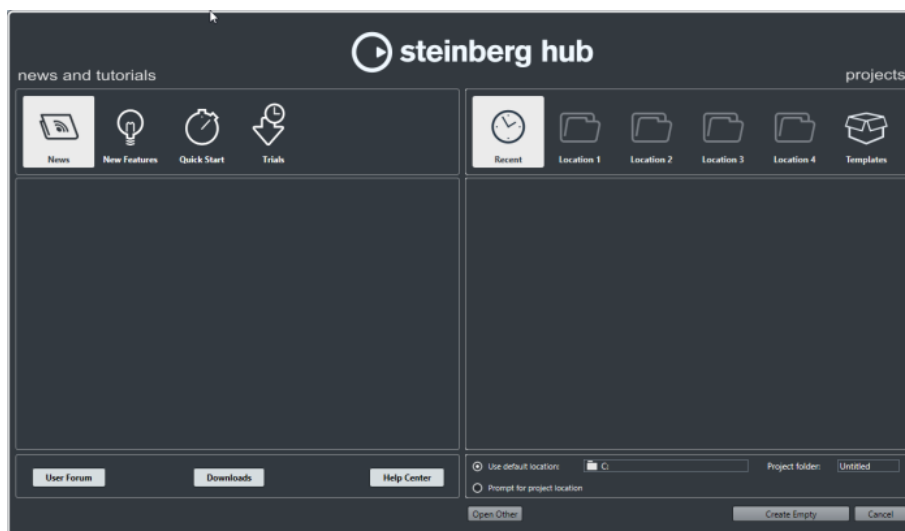 steinberg hub
news and tutorials
projects
News
New Features
Quick Start
Trials
Recent
Location 1
Location 2
Location 3
Location 4
Templates
User Forum
Downloads
Help Center
Use default location:
C:
Project folder:
Untitled
Prompt for project location
Open Other
Create Empty
Cancel